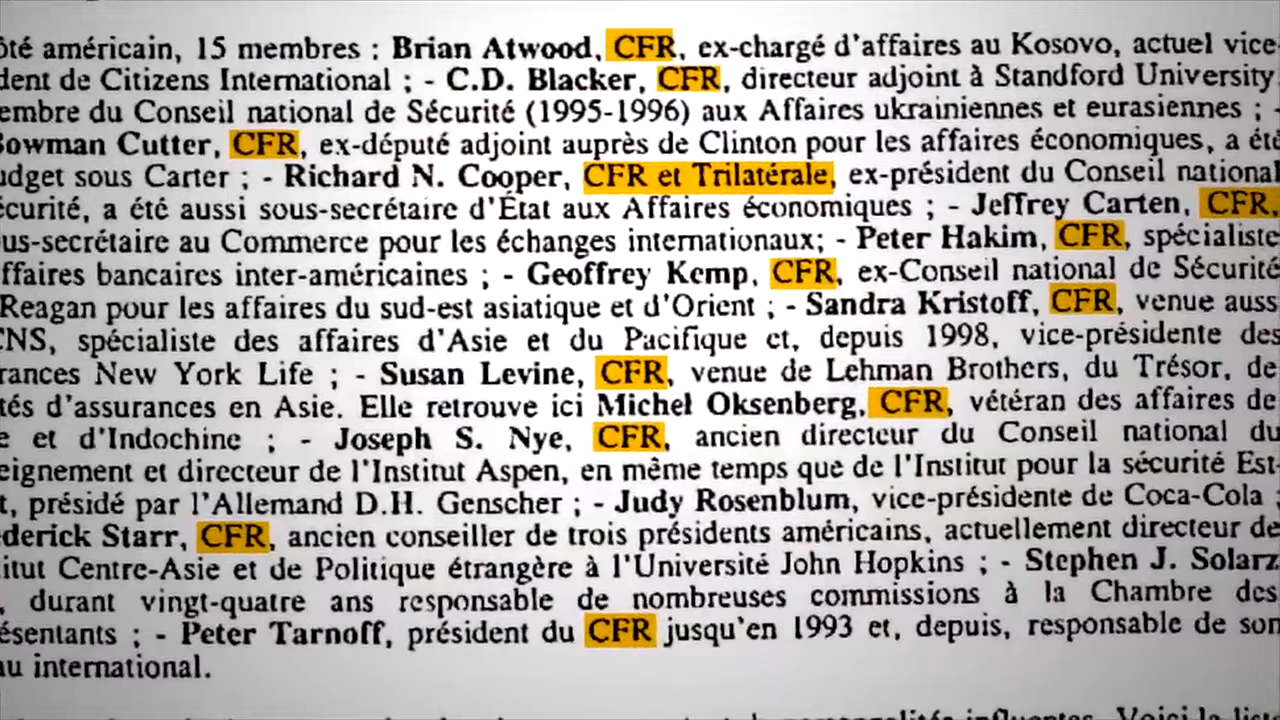 ôté américain, 15 membres : Brian Atwood, CFR, ex-chargé d'affaires au Kosovo, actuel vice-
dent de Citizens International ; - C.D. Blacker, CFR, directeur adjoint à Standford University,
embre du Conseil national de Sécurité (1995-1996) aux Affaires ukrainiennes et eurasiennes ; -
Bowman Cutter, CFR, ex-député adjoint auprès de Clinton pour les affaires économiques, a été
udget sous Carter ; - Richard N. Cooper, CFR et Trilatérale, ex-président du Conseil national
écurité, a été aussi sous-secrétaire d'État aux Affaires économiques ; - Jeffrey Carten, CFR,
us-secrétaire au Commerce pour les échanges internationaux; - Peter Hakim, CFR, spécialiste
ffaires bancaires inter-américaines ; - Geoffrey Kemp, CFR, ex-Conseil national de Sécurité
Reagan pour les affaires du sud-est asiatique et d'Orient ; - Sandra Kristoff, CFR, venue auss
CNS, spécialiste des affaires d'Asie et du Pacifique et, depuis 1998, vice-présidente des
rances New York Life ; - Susan Levine, CFR, venue de Lehman Brothers, du Trésor, de
tés d'assurances en Asie. Elle retrouve ici Michel Oksenberg, CFR, vétéran des affaires de
e et d'Indochine ; - Joseph S. Nye, CFR, ancien directeur du Conseil national du
eignement et directeur de l'Institut Aspen, en même temps que de l'Institut pour la sécurité Est-
t, présidé par l'Allemand D.H. Genscher ; - Judy Rosenblum, vice-présidente de Coca-Cola ;
ederick Starr, CFR, ancien conseiller de trois présidents américains, actuellement directeur de
itut Centre-Asie et de Politique étrangère à l'Université John Hopkins ; - Stephen J. Solarz
, durant vingt-quatre ans responsable de nombreuses commissions à la Chambre des
ésentants ; - Peter Tarnoff, président du CFR jusqu'en 1993 et, depuis, responsable de son
au international.
personnalités influentes. Voici la liste